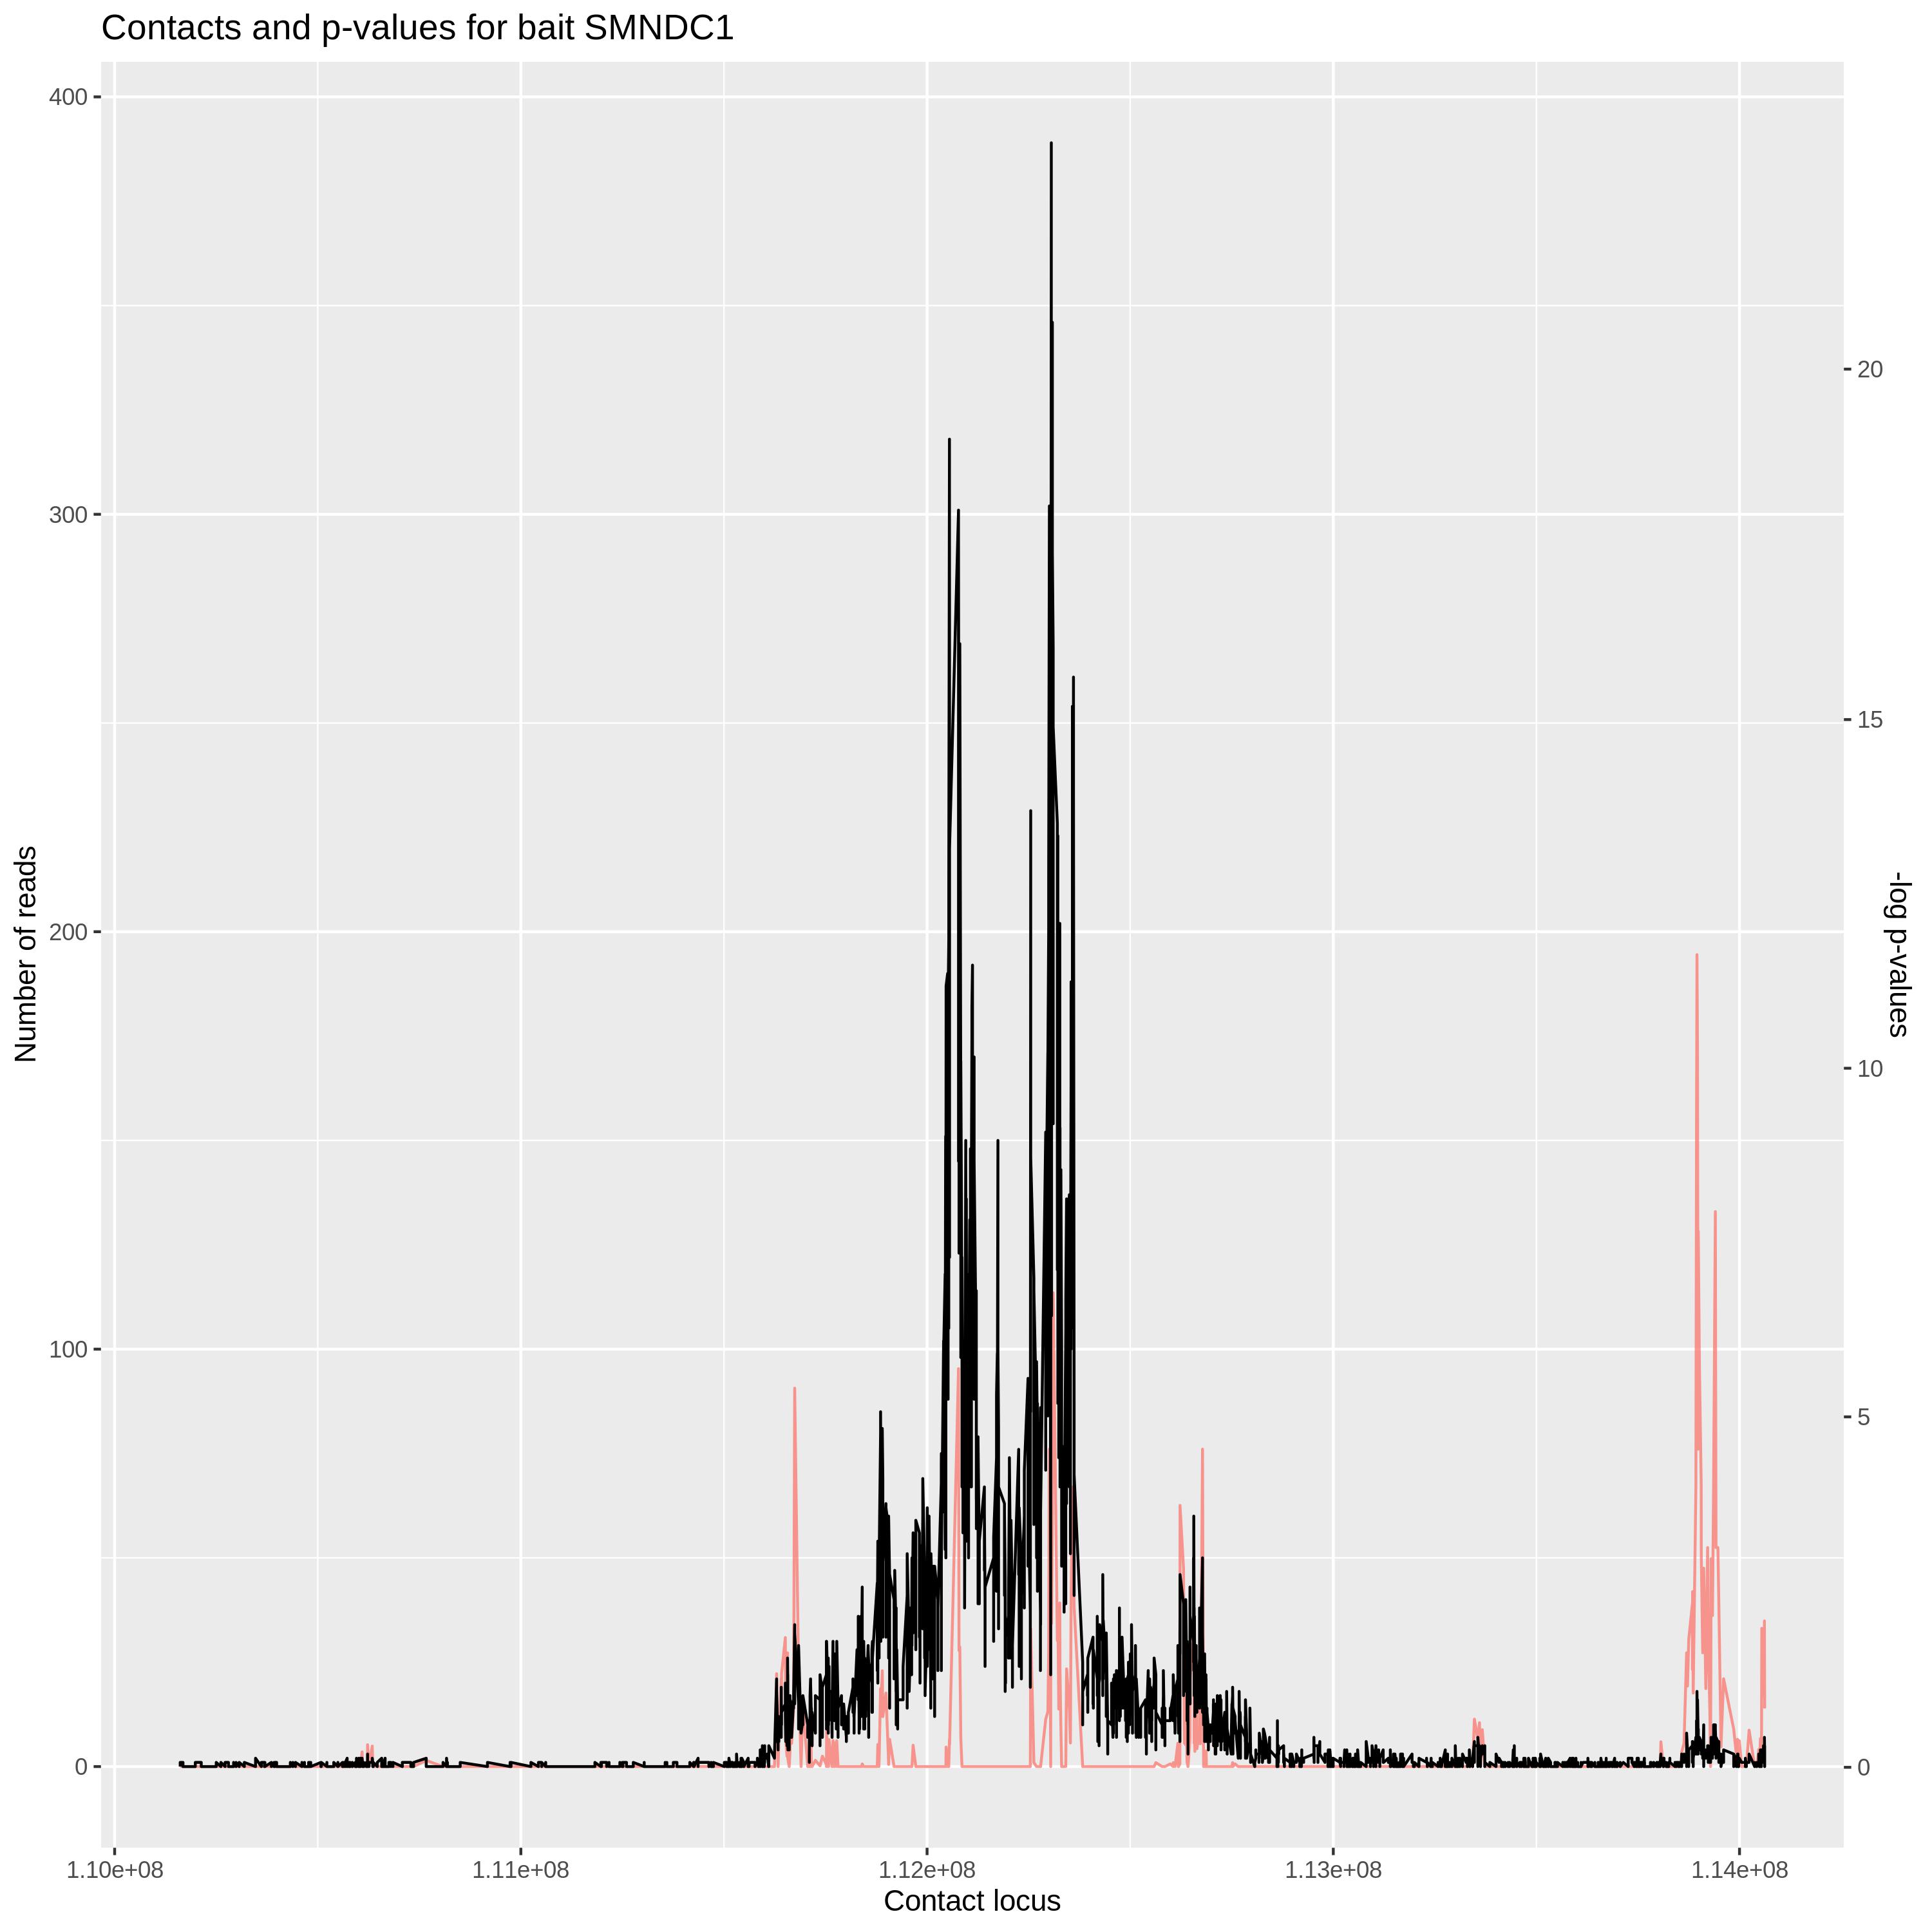 Contacts and p-values for bait SMNDC1
400
300
200
100
0
Number of reads
20
15
10
5
0
-log p-values
1.10e+08
1.11e+08
1.12e+08
1.13e+08
1.14e+08
Contact locus